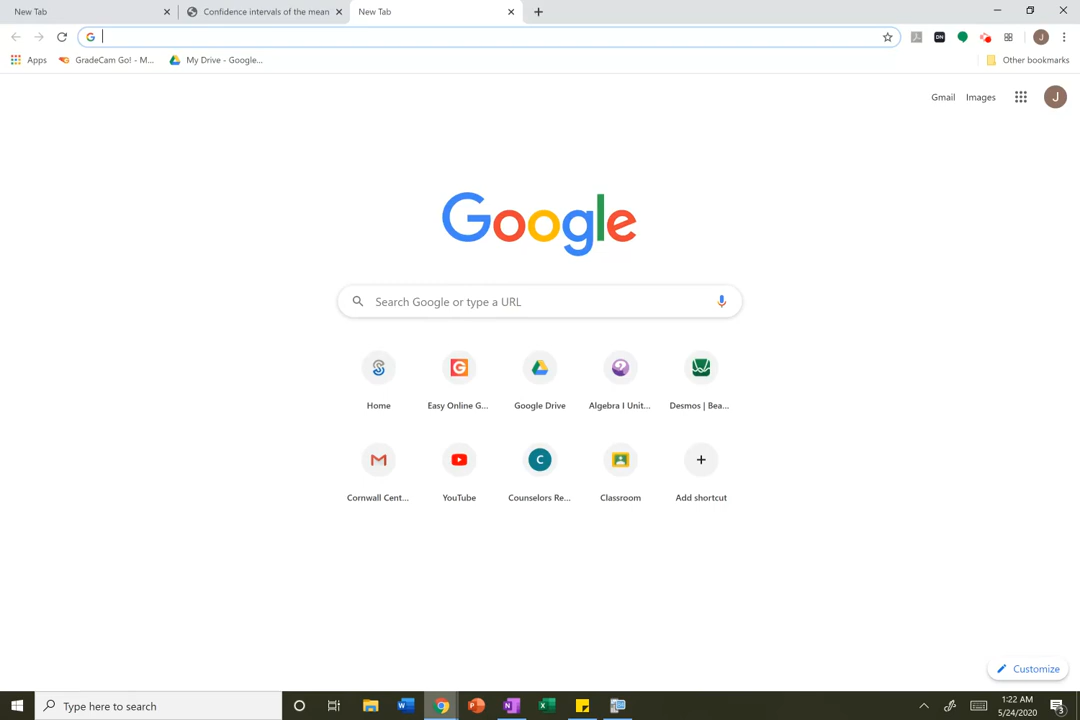 New Tab
Confidence intervals of the mean
New Tab
Apps
GradeCam Go! - M...
My Drive - Google...
Other bookmarks
Gmail
Images
J
Google
Search Google or type a URL
Home
Easy Online G...
Google Drive
Algebra I Unit...
Desmos | Bea...
Cornwall Cent...
YouTube
Counselors Re...
Classroom
Add shortcut
Customize
Type here to search
1:22 AM
5/24/2020